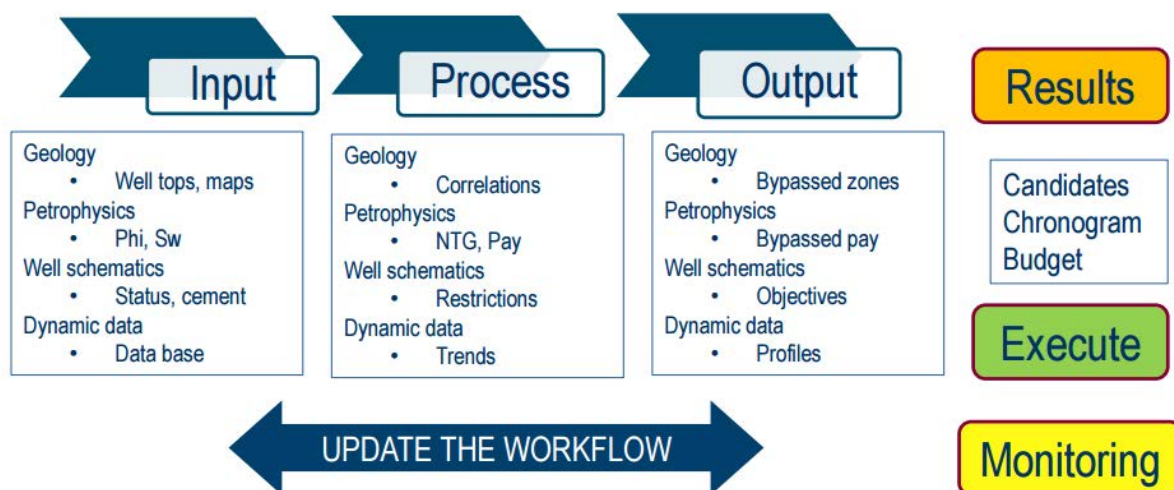 Input
Geology
• Well tops, maps
Petrophysics
• Phi, Sw
Well schematics
• Status, cement
Dynamic data
• Data base
Process
Geology
• Correlations
Petrophysics
• NTG, Pay
Well schematics
• Restrictions
Dynamic data
• Trends
Output
Geology
• Bypassed zones
Petrophysics
• Bypassed pay
Well schematics
• Objectives
Dynamic data
• Profiles
Results
Candidates
Chronogram
Budget
Execute
Monitoring
UPDATE THE WORKFLOW